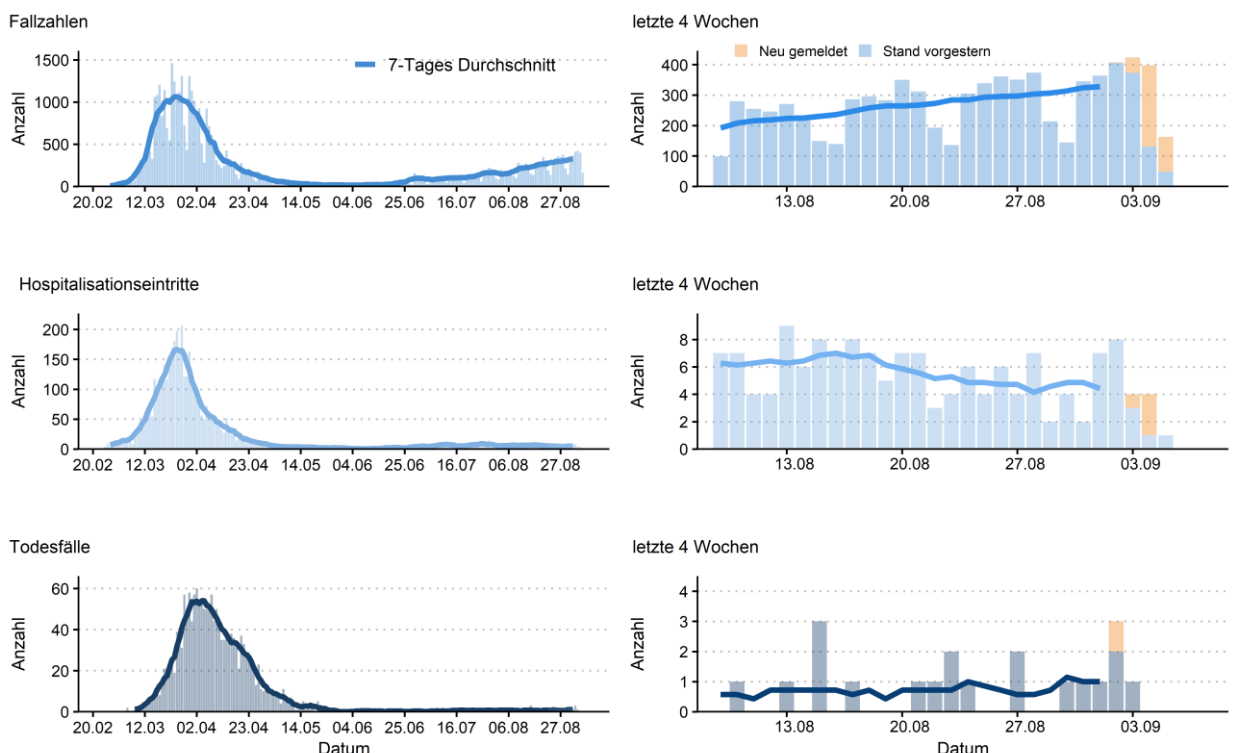 Fallzahlen
Anzahl
1500
1000
500
0
7-Tages Durchschnitt
20.02 12.03 02.04 23.04 14.05 04.06 25.06 16.07 06.08 27.08
letzte 4 Wochen
Neu gemeldet Stand vorgestern
Anzahl
400
300
200
100
0
13.08 20.08 27.08 03.09
Hospitalisationseintritte
Anzahl
200
150
100
50
0
20.02 12.03 02.04 23.04 14.05 04.06 25.06 16.07 06.08 27.08
letzte 4 Wochen
Anzahl
8
6
4
2
0
13.08 20.08 27.08 03.09
Todesfälle
Anzahl
60
40
20
0
20.02 12.03 02.04 23.04 14.05 04.06 25.06 16.07 06.08 27.08
Datum
letzte 4 Wochen
Anzahl
4
3
2
1
0
13.08 20.08 27.08 03.09
Datum